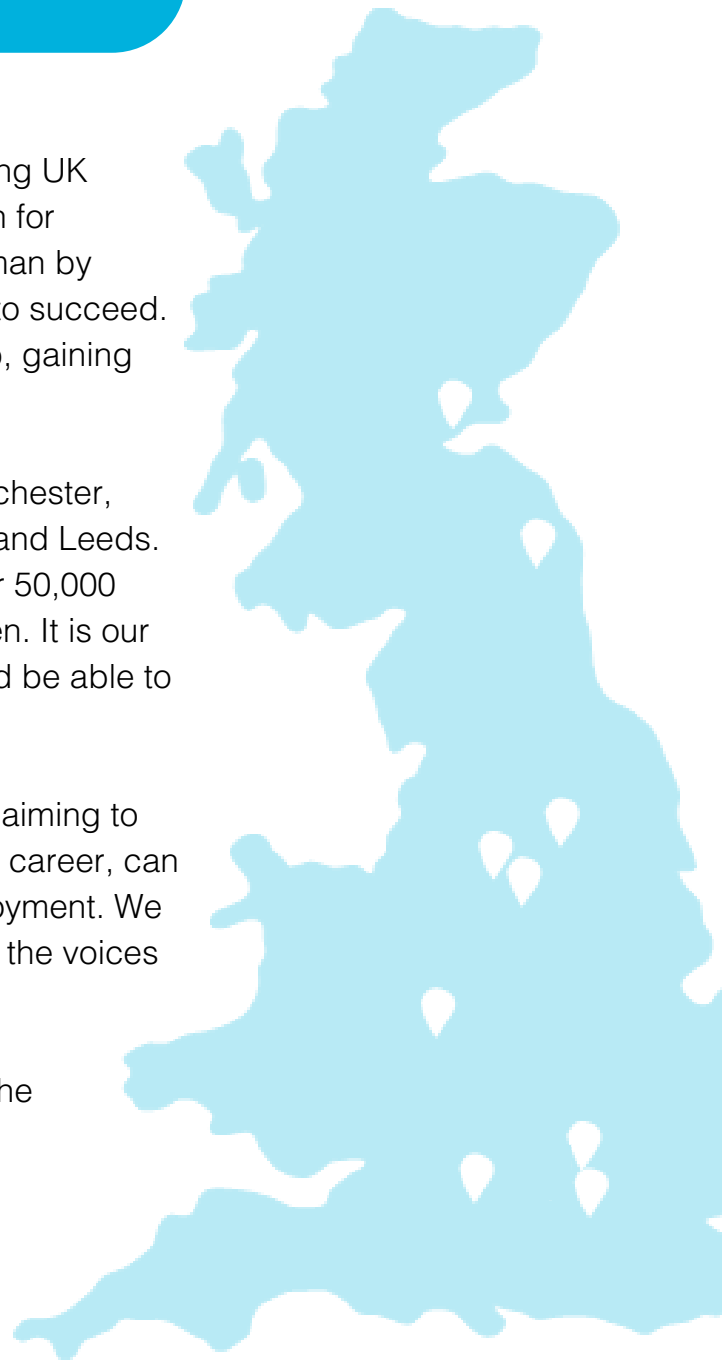 ng UK
for
nan by
to succeed.
, gaining
chester,
and Leeds.
50,000
en. It is our
d be able to
aiming to
career, can
oyment. We
the voices
he